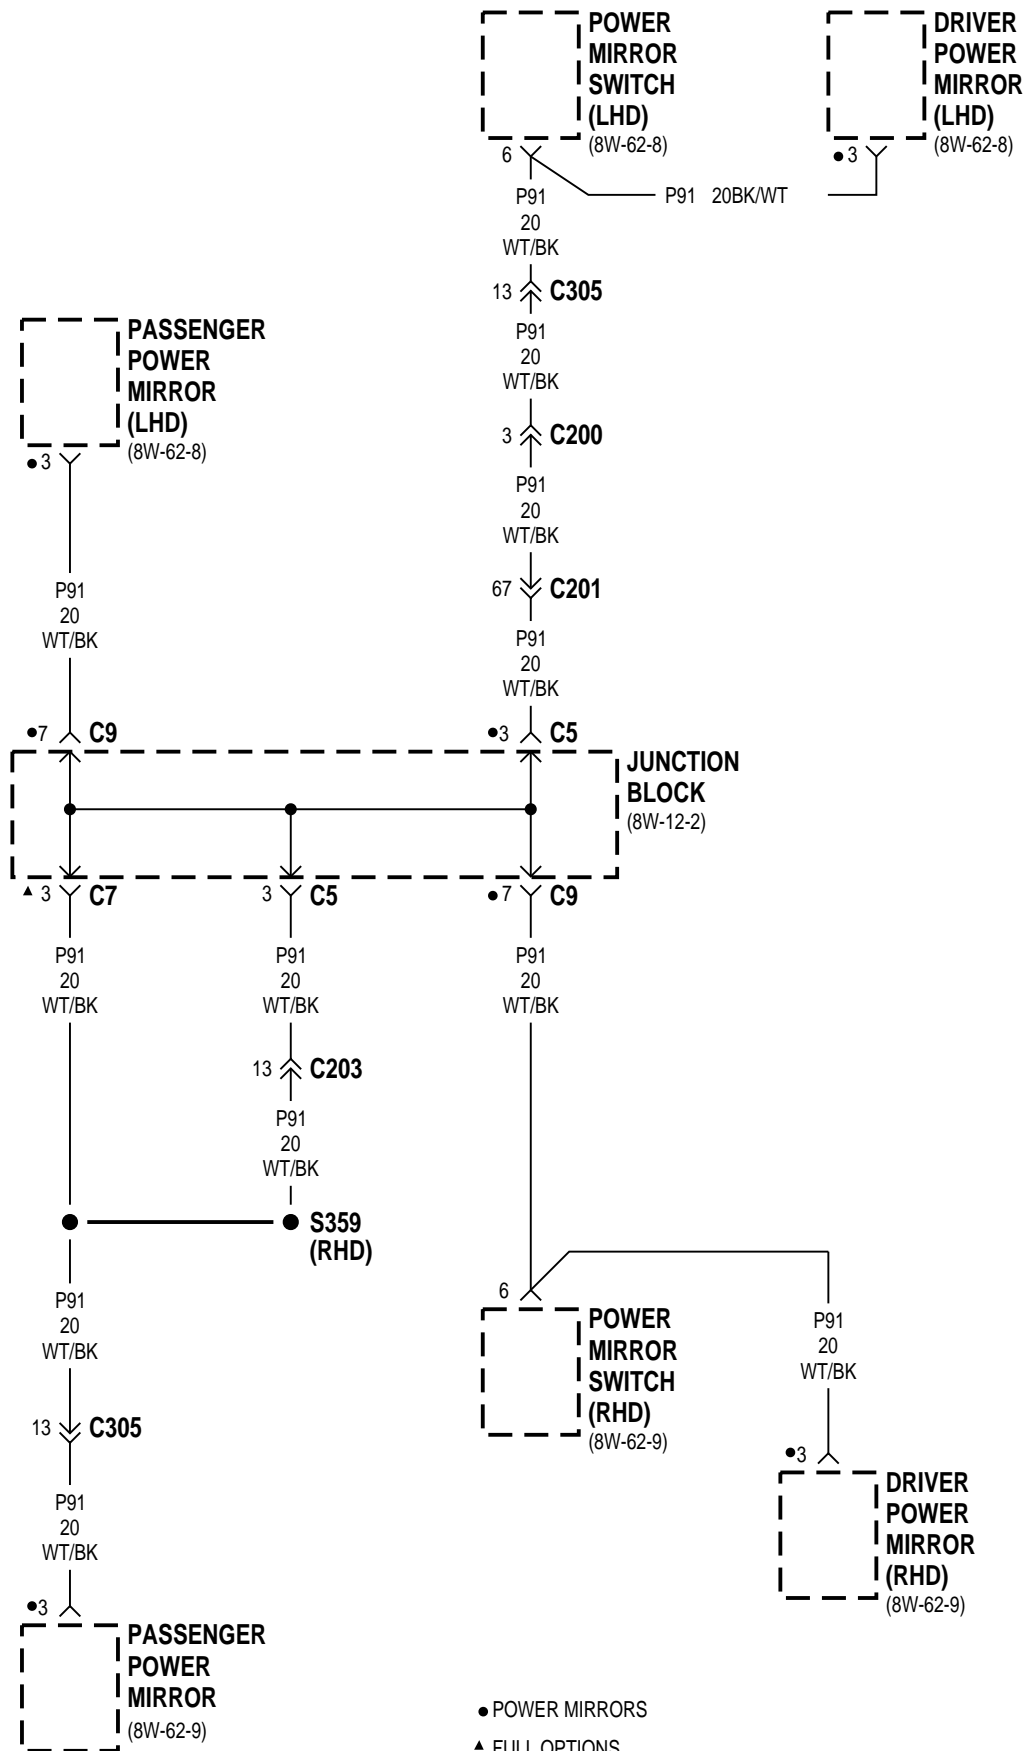 POWER
MIRROR
SWITCH
(LHD)
(8W-62-8)
6
DRIVER
POWER
MIRROR
(LHD)
(8W-62-8)
●3
P91 20BK/WT
P91
20
WT/BK
13 C305
P91
20
WT/BK
3 C200
P91
20
WT/BK
67 C201
P91
20
WT/BK
PASSENGER
POWER
MIRROR
(LHD)
(8W-62-8)
●3
P91
20
WT/BK
●7 C9
●3 C5
JUNCTION
BLOCK
(8W-12-2)
▲ 3 C7
3 C5
●7 C9
P91
20
WT/BK
P91
20
WT/BK
P91
20
WT/BK
13 C203
P91
20
WT/BK
S359
(RHD)
P91
20
WT/BK
13 C305
P91
20
WT/BK
●3
PASSENGER
POWER
MIRROR
(8W-62-9)
6
POWER
MIRROR
SWITCH
(RHD)
(8W-62-9)
P91
20
WT/BK
●3
DRIVER
POWER
MIRROR
(RHD)
(8W-62-9)
● POWER MIRRORS
▲ FULL OPTIONS